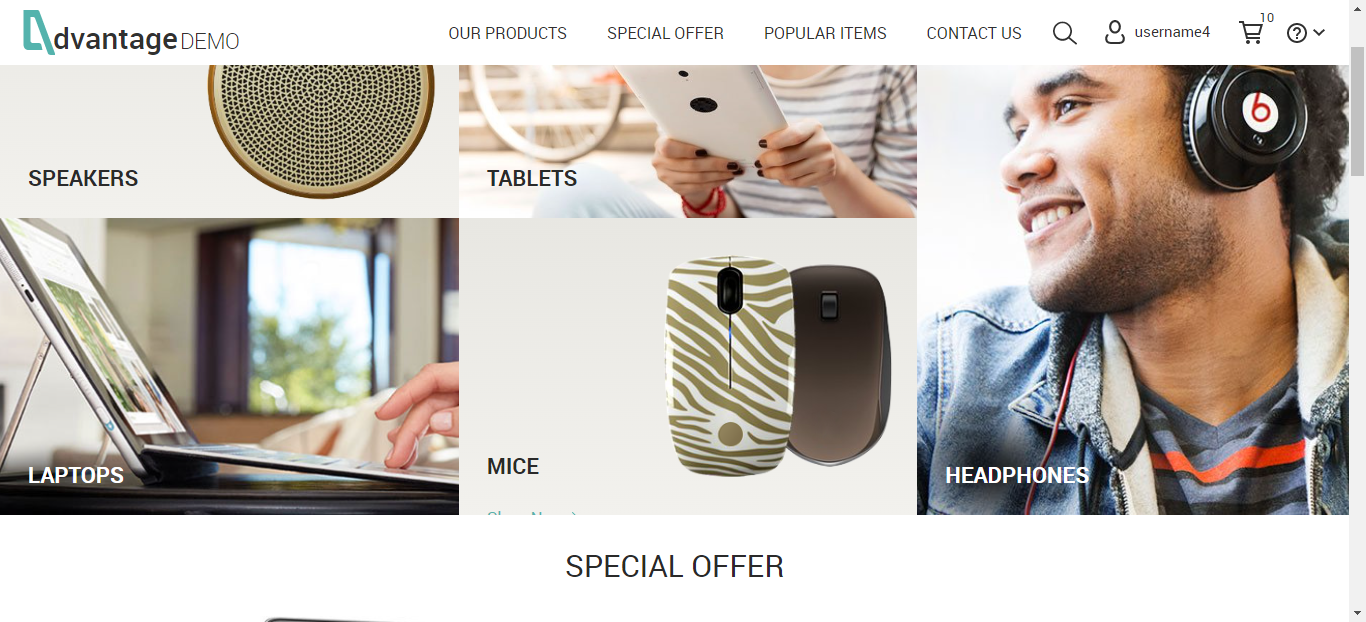 dvantage DEMO
OUR PRODUCTS
SPECIAL OFFER
POPULAR ITEMS
CONTACT US
username4
10
SPEAKERS
TABLETS
LAPTOPS
MICE
HEADPHONES
SPECIAL OFFER